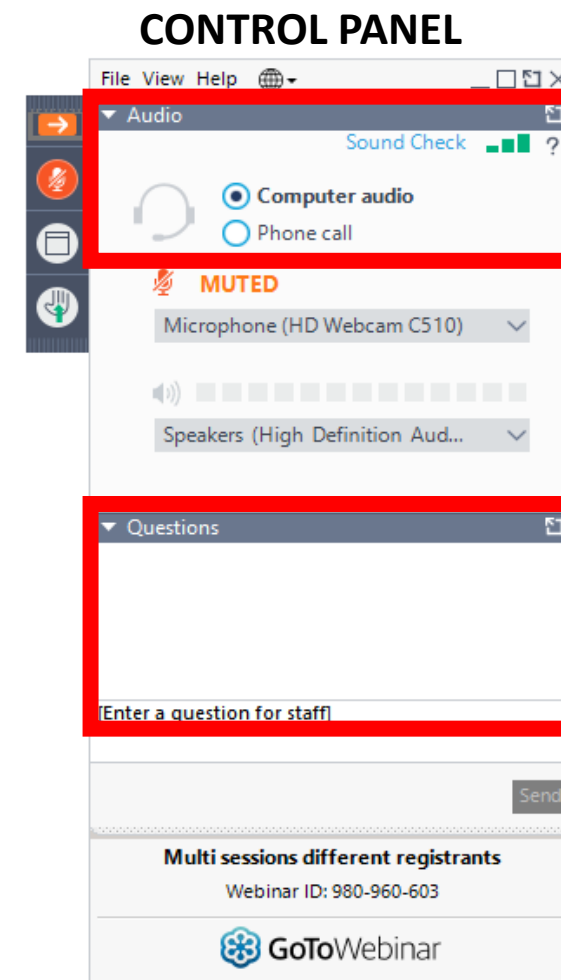 CONTROL PANEL
File View Help
Audio
Sound Check ?
Computer audio
Phone call
MUTED
Microphone (HD Webcam C510)
Speakers (High Definition Aud...
Questions
[Enter a question for staff]
Send
Multi sessions different registrants
Webinar ID: 980-960-603
GoToWebinar